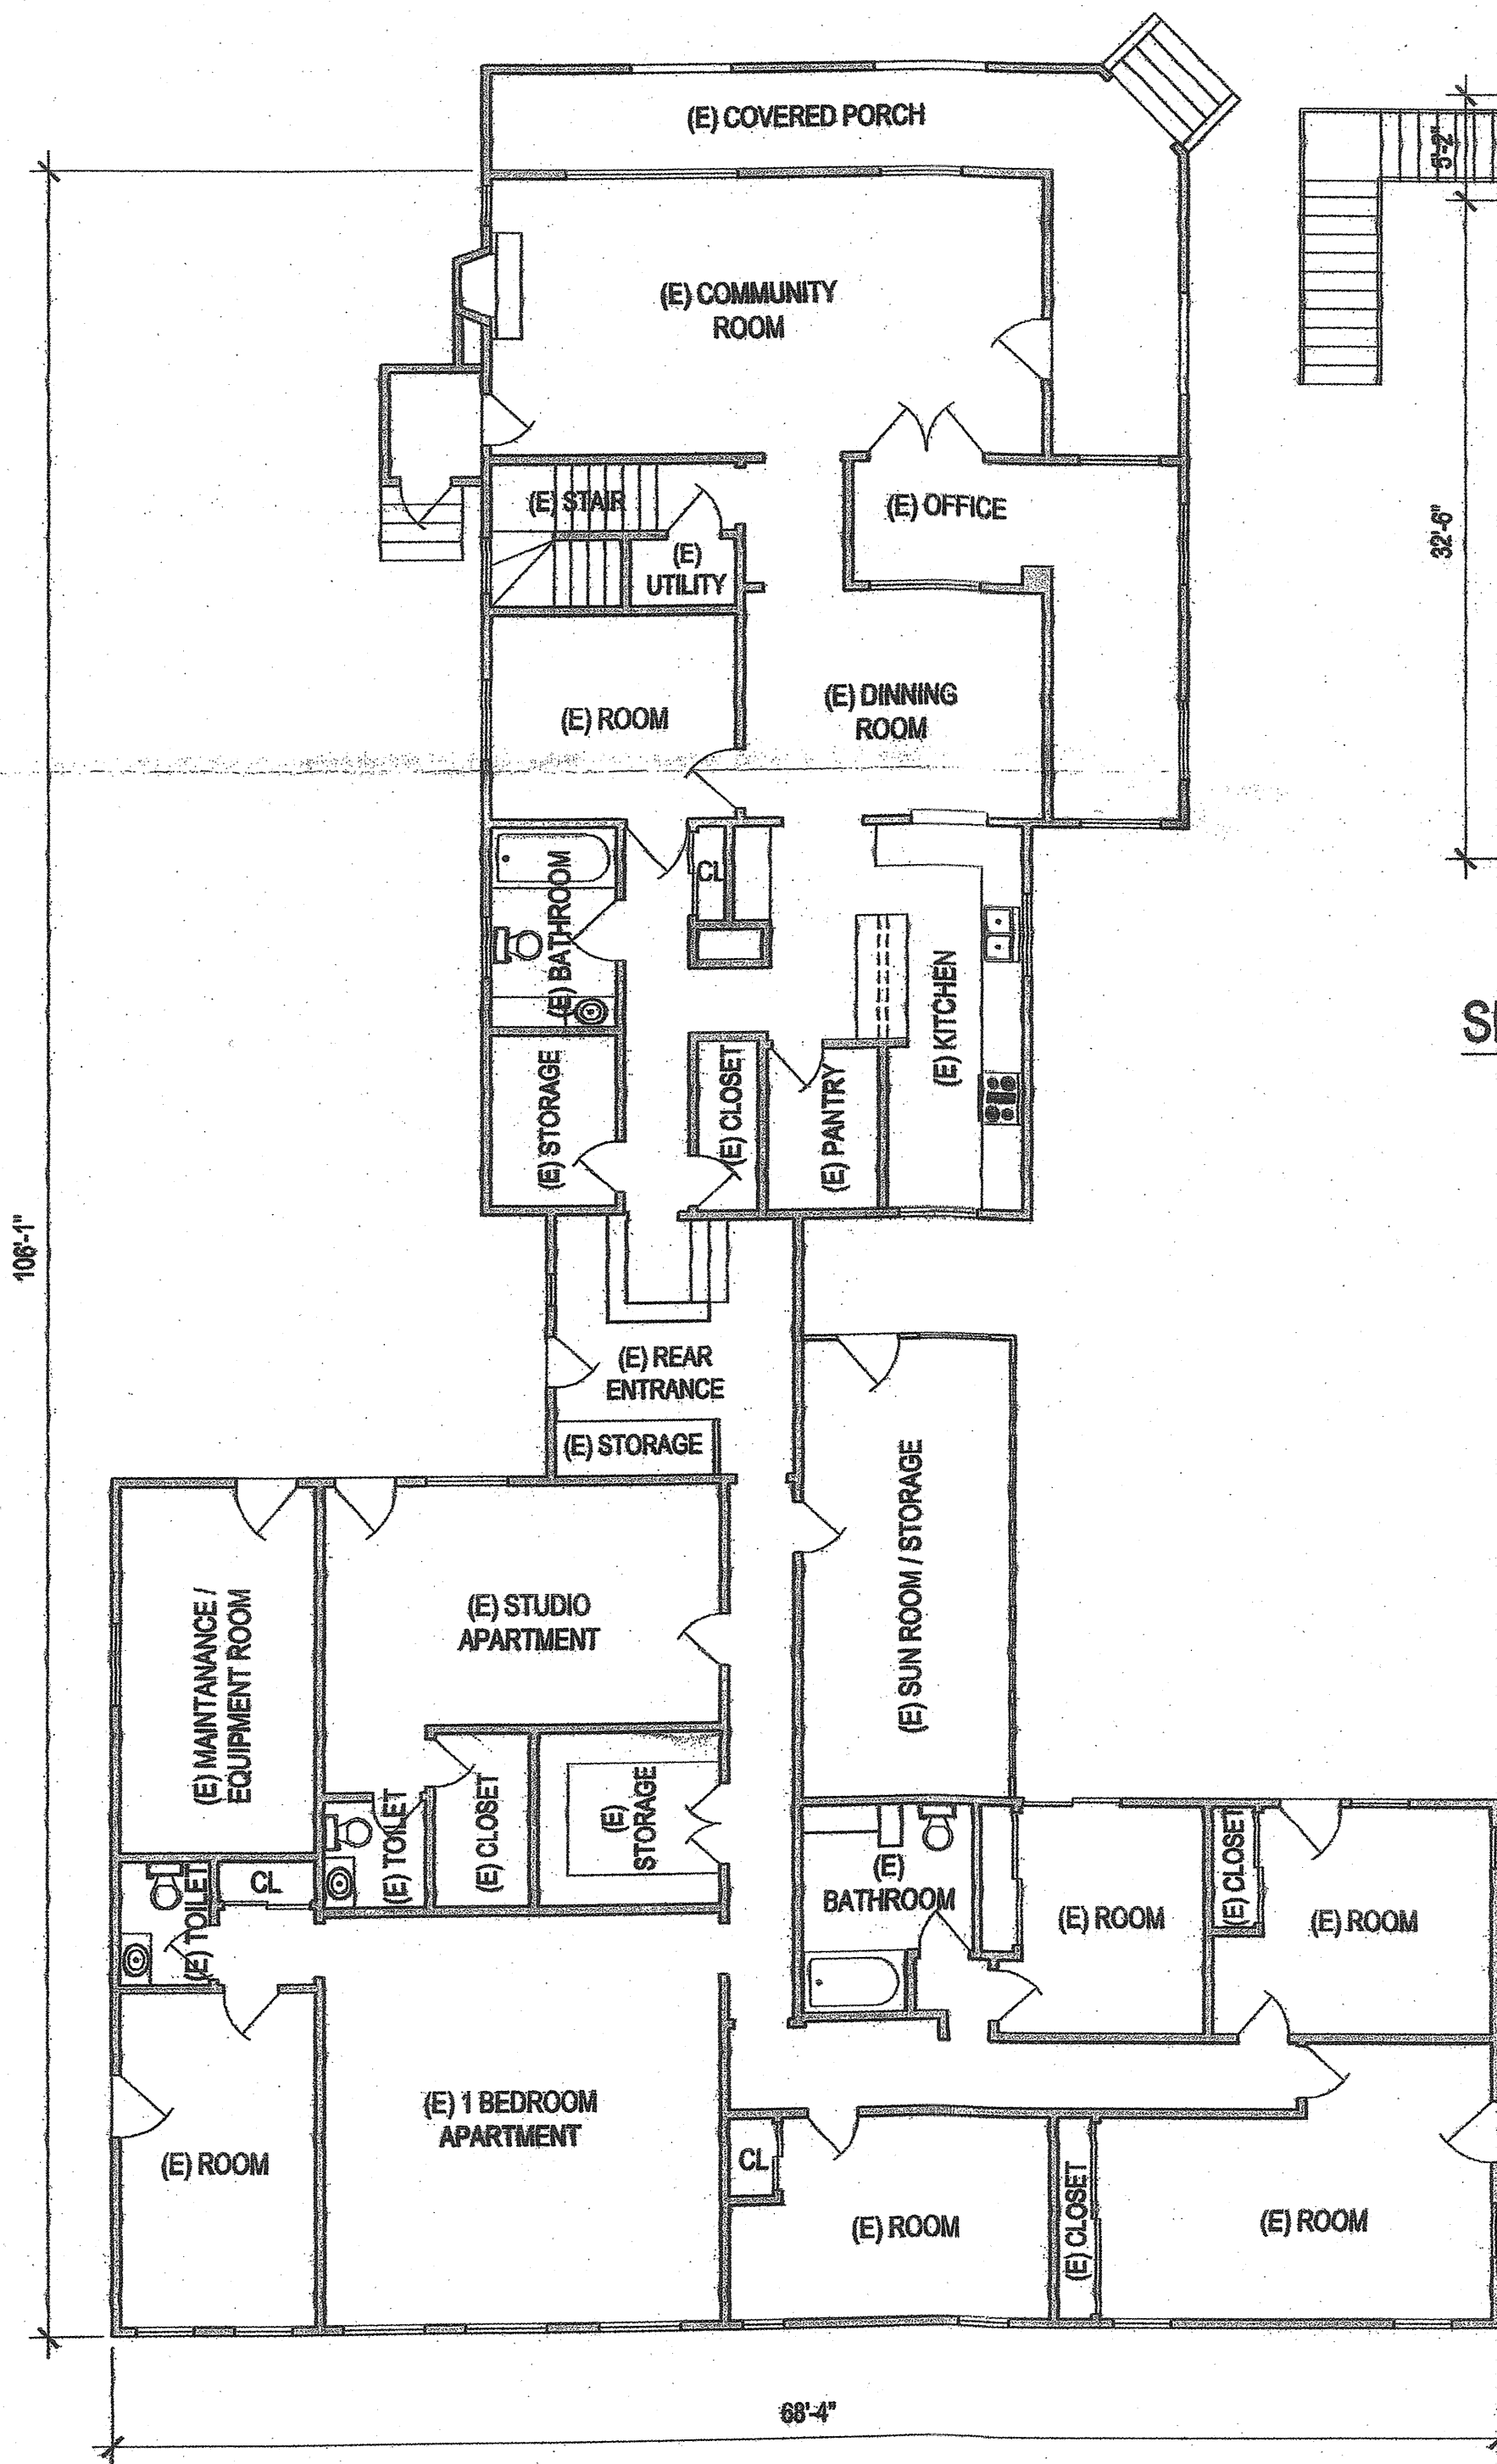 (E) COVERED PORCH
5'-2"
(E) COMMUNITY
ROOM
(E) STAIR
(E) OFFICE
(E)
UTILITY
32'-6"
(E) ROOM
(E) DINNING
ROOM
CL
(E) BATHROOM
(E) KITCHEN
(E) STORAGE
(E) CLOSET
(E) PANTRY
106'-1"
(E) REAR
ENTRANCE
(E) STORAGE
(E) MAINTANANCE /
EQUIPMENT ROOM
(E) STUDIO
APARTMENT
(E) SUN ROOM / STORAGE
(E) TOILET
(E) CLOSET
(E)
STORAGE
(E)
BATHROOM
(E) ROOM
(E) CLOSET
(E) ROOM
(E) TOILET
CL
(E) ROOM
(E) 1 BEDROOM
APARTMENT
CL
(E) ROOM
(E) CLOSET
(E) ROOM
68'-4"